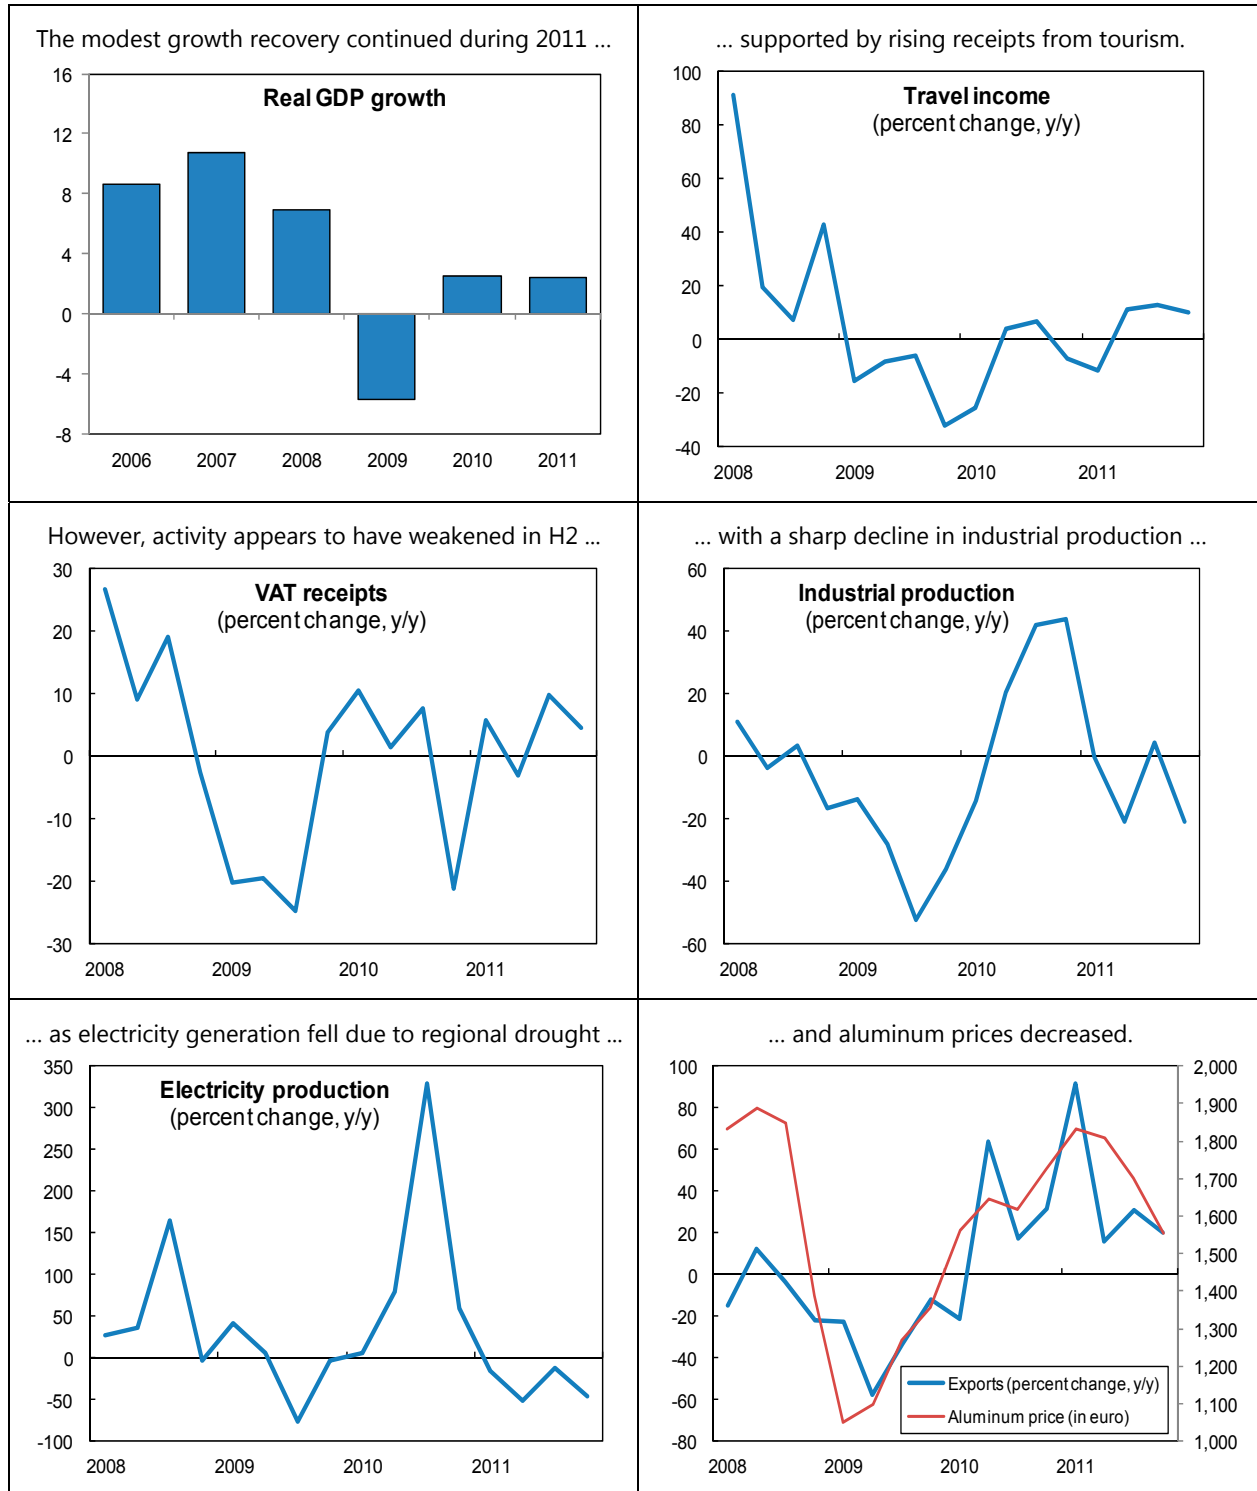 The modest growth recovery continued during 2011 ...
Real GDP growth
16
12
8
4
0
-4
-8
2006 2007 2008 2009 2010 2011
... supported by rising receipts from tourism.
Travel income
(percent change, y/y)
100
80
60
40
20
0
-20
-40
2008 2009 2010 2011
However, activity appears to have weakened in H2 ...
VAT receipts
(percent change, y/y)
30
20
10
0
-10
-20
-30
2008 2009 2010 2011
... with a sharp decline in industrial production ...
Industrial production
(percent change, y/y)
60
40
20
0
-20
-40
-60
2008 2009 2010 2011
... as electricity generation fell due to regional drought ...
Electricity production
(percent change, y/y)
350
300
250
200
150
100
50
0
-50
-100
2008 2009 2010 2011
... and aluminum prices decreased.
100
80
60
40
20
0
-20
-40
-60
-80
2,000
1,900
1,800
1,700
1,600
1,500
1,400
1,300
1,200
1,100
1,000
Exports (percent change, y/y)
Aluminum price (in euro)
2008 2009 2010 2011